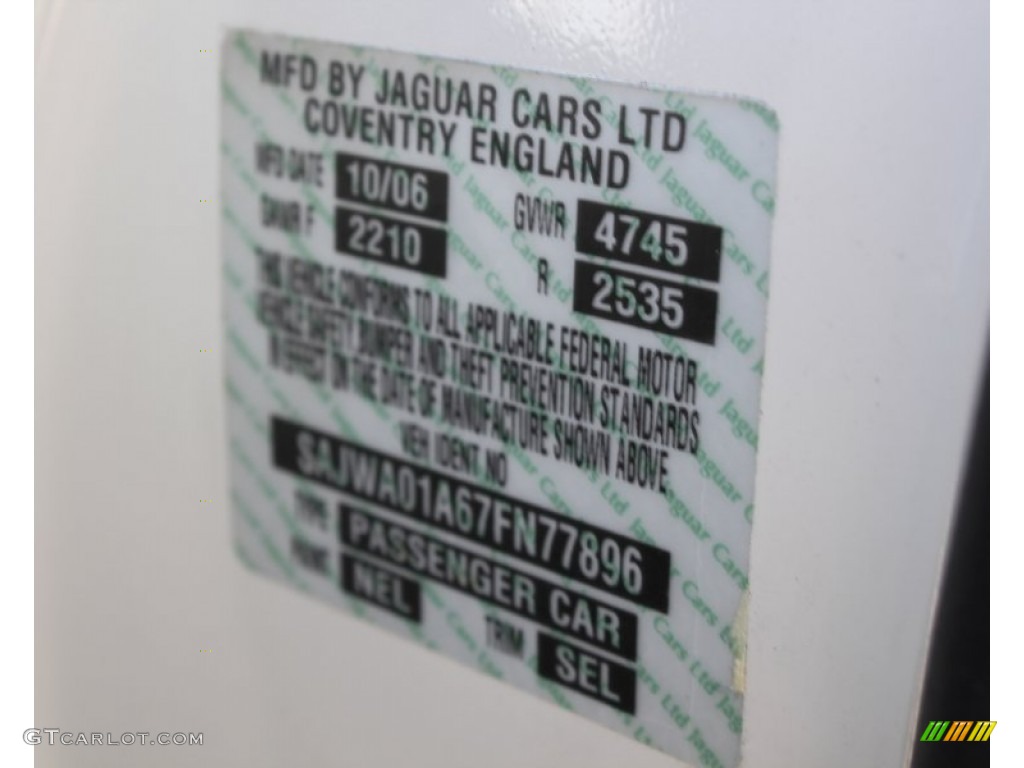 MFD BY JAGUAR CARS LTD
COVENTRY ENGLAND
MFD DATE 10/06 GVWR 4745
GAWR F 2210 R 2535
THIS VEHICLE CONFORMS TO ALL APPLICABLE FEDERAL MOTOR
VEHICLE SAFETY BUMPER AND THEFT PREVENTION STANDARDS
IN EFFECT ON THE DATE OF MANUFACTURE SHOWN ABOVE
VEH IDENT NO
SAJWA01A67FN77896
TYPE PASSENGER CAR
PAINT NEL TRIM SEL
GTCARLOT.COM